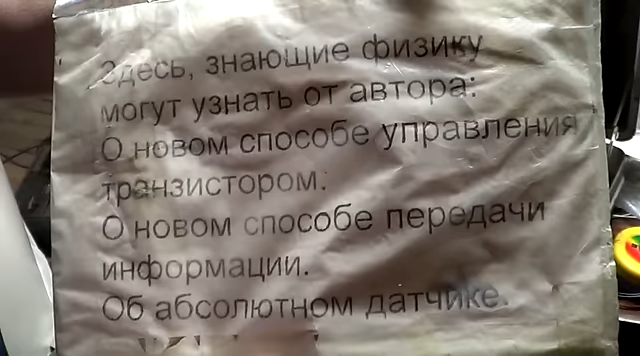 Здесь, знающие физику
могут узнать от автора:
О новом способе управления
транзистором.
О новом способе передачи
информации.
Об абсолютном датчике.